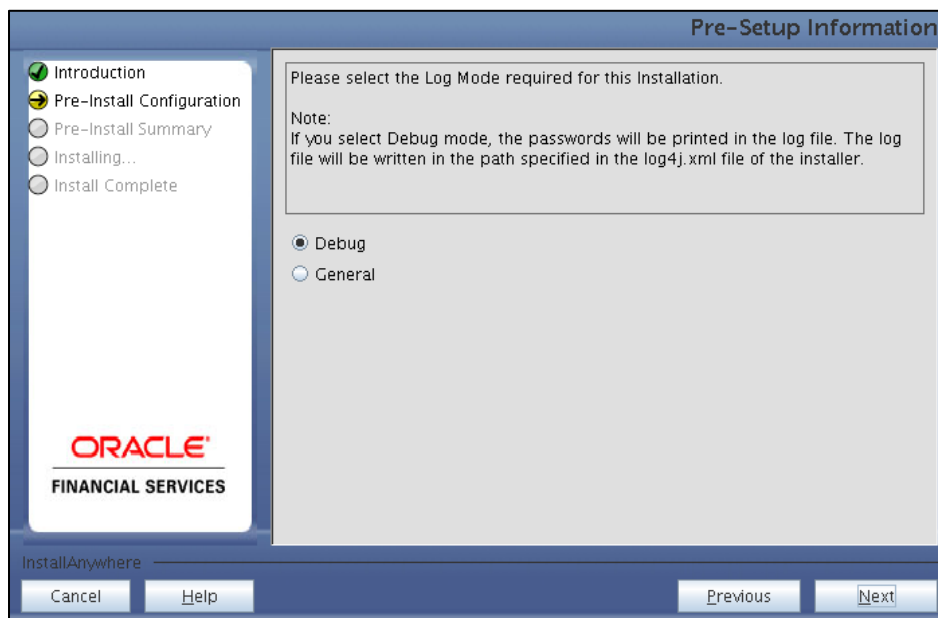 Pre-Setup Information
Introduction
Pre-Install Configuration
Pre-Install Summary
Installing...
Install Complete
Please select the Log Mode required for this Installation.
Note:
If you select Debug mode, the passwords will be printed in the log file. The log
file will be written in the path specified in the log4j.xml file of the installer.
Debug
General
ORACLE
FINANCIAL SERVICES
InstallAnywhere
Cancel
Help
Previous
Next